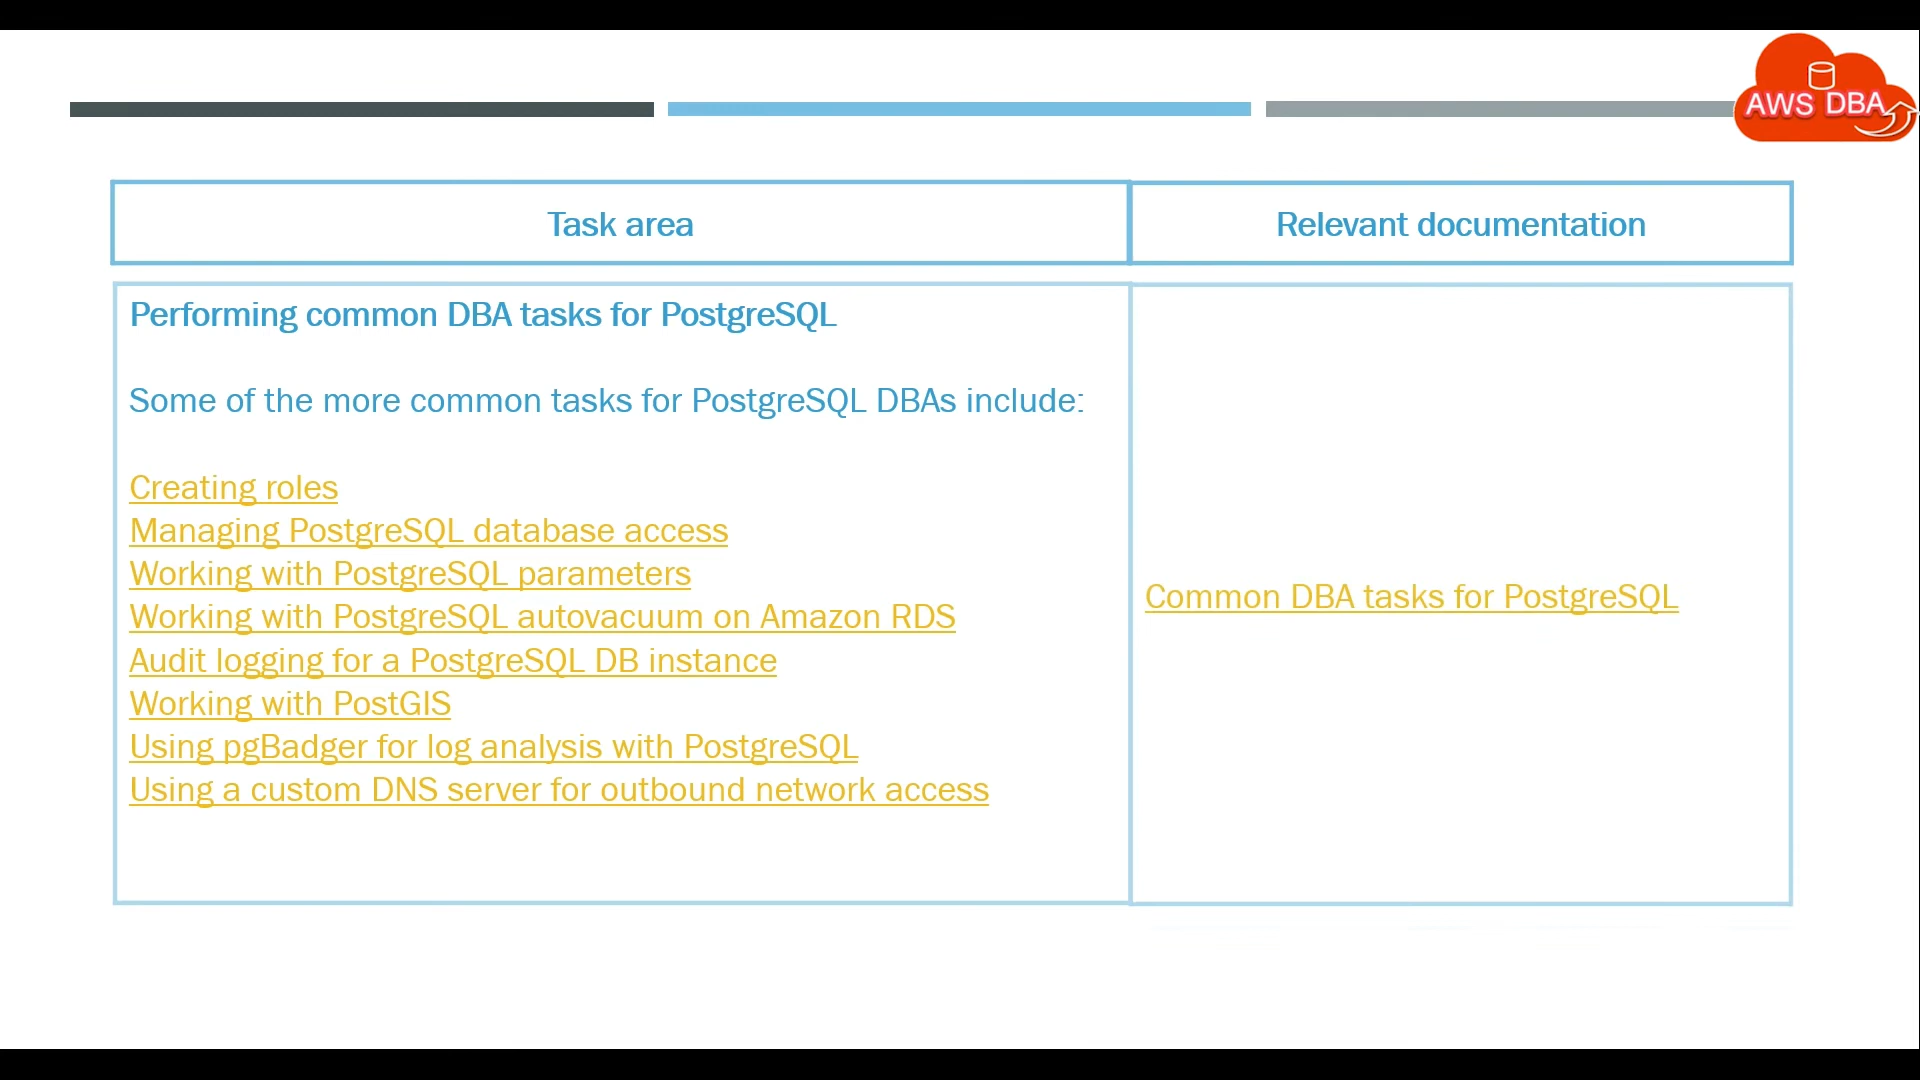 AWS DBA
Task area
Relevant documentation
Performing common DBA tasks for PostgreSQL
Some of the more common tasks for PostgreSQL DBAs include:
Creating roles
Managing PostgreSQL database access
Working with PostgreSQL parameters
Working with PostgreSQL autovacuum on Amazon RDS
Audit logging for a PostgreSQL DB instance
Working with PostGIS
Using pgBadger for log analysis with PostgreSQL
Using a custom DNS server for outbound network access
Common DBA tasks for PostgreSQL